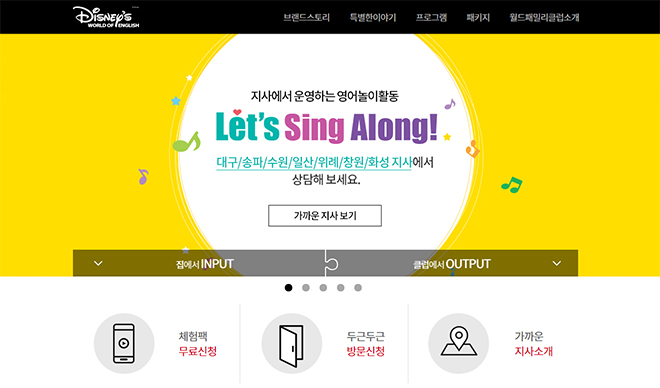 DISNEY'S
WORLD OF ENGLISH
브랜드스토리 특별한이야기 프로그램 패키지 월드패밀리클럽소개
지사에서 운영하는 영어놀이활동
Let's Sing Along!
대구/송파/수원/일산/위례/창원/화성 지사에서
상담해 보세요.
가까운 지사 보기
집에서 INPUT 클럽에서 OUTPUT
체험팩
무료신청
두근두근
방문신청
가까운
지사소개